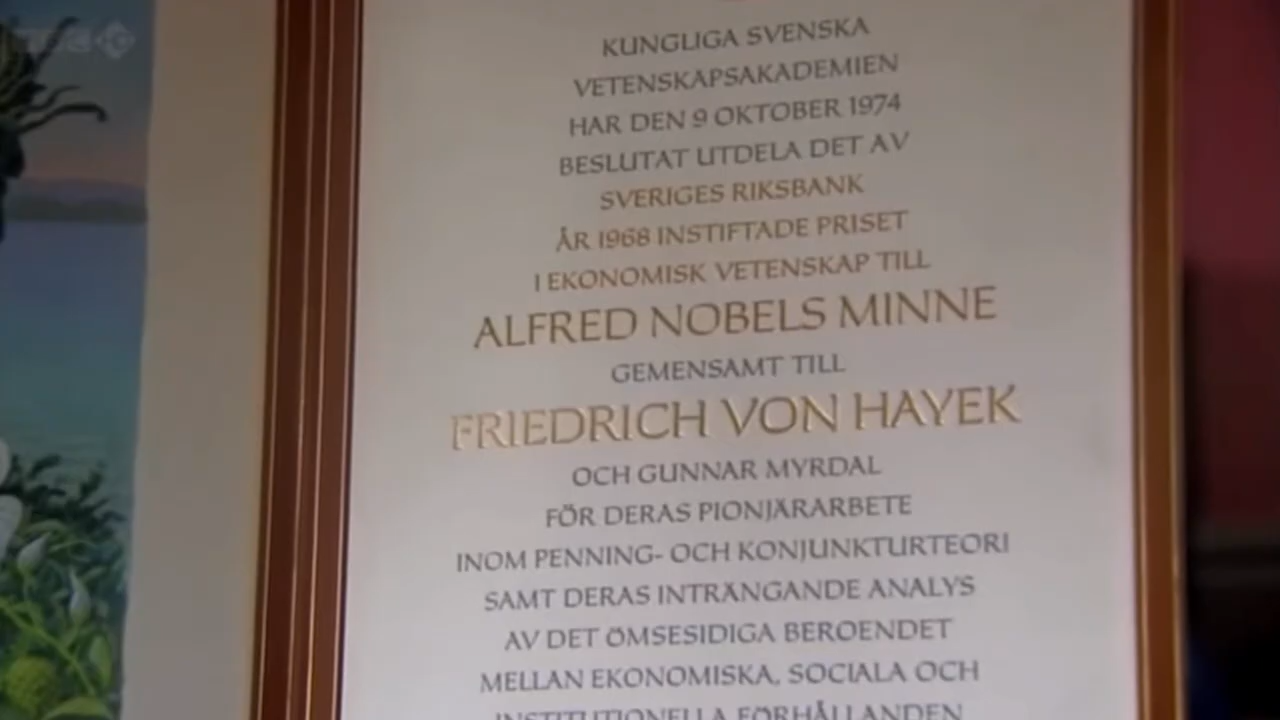 KUNGLIGA SVENSKA
VETENSKAPSAKADEMIEN
HAR DEN 9 OKTOBER 1974
BESLUTAT UTDELA DET AV
SVERIGES RIKSBANK
ÅR 1968 INSTIFTADE PRISET
I EKONOMISK VETENSKAP TILL
ALFRED NOBELS MINNE
GEMENSAMT TILL
FRIEDRICH VON HAYEK
OCH GUNNAR MYRDAL
FÖR DERAS PIONJÄRARBETE
INOM PENNING- OCH KONJUNKTURTEORI
SAMT DERAS INTRÄNGANDE ANALYS
AV DET ÖMSESIDIGA BEROENDET
MELLAN EKONOMISKA, SOCIALA OCH
INSTITUTIONELLA FÖRHÅLLANDEN